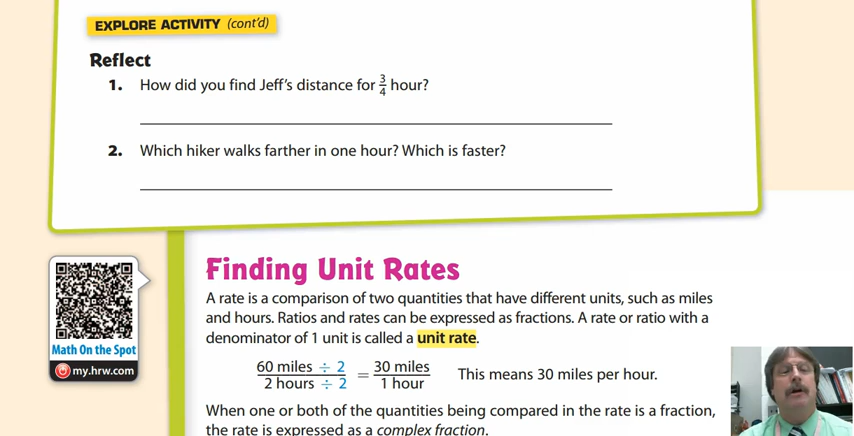 EXPLORE ACTIVITY (cont'd)
Reflect
1. How did you find Jeff's distance for 3/4 hour?
2. Which hiker walks farther in one hour? Which is faster?
Finding Unit Rates
A rate is a comparison of two quantities that have different units, such as miles
and hours. Ratios and rates can be expressed as fractions. A rate or ratio with a
denominator of 1 unit is called a unit rate.
60 miles ÷ 2 / 2 hours ÷ 2 = 30 miles / 1 hour This means 30 miles per hour.
When one or both of the quantities being compared in the rate is a fraction,
the rate is expressed as a complex fraction.
Math On the Spot
my.hrw.com